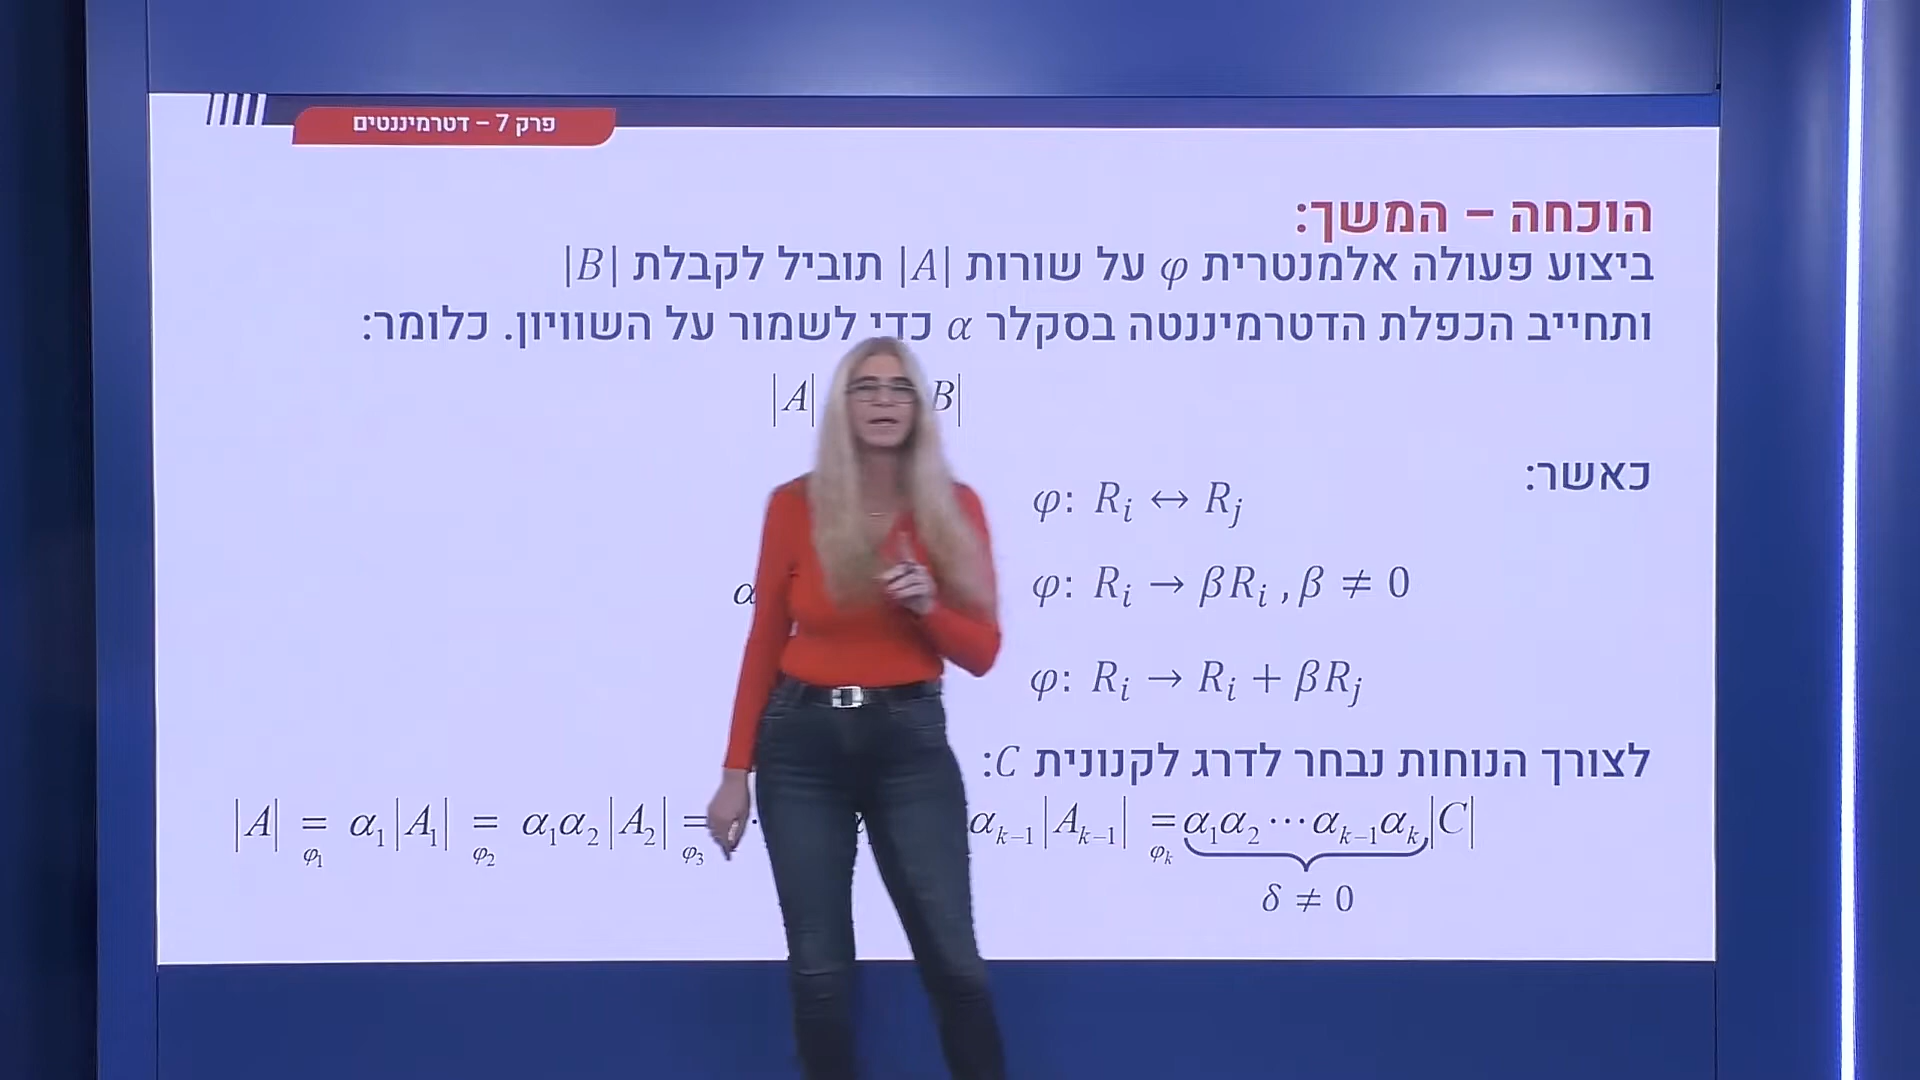 פרק 7 – דטרמיננטים
הוכחה – המשך:
ביצוע פעולה אלמנטרית φ על שורות |A| תוביל לקבלת |B|
ותחייב הכפלת הדטרמיננטה בסקלר α כדי לשמור על השוויון. כלומר:
|A| B|
כאשר:
φ: R_i ↔ R_j
α φ: R_i → βR_i , β ≠ 0
φ: R_i → R_i + βR_j
לצורך הנוחות נבחר לדרג לקנונית C:
|A| =_{φ_1} α_1|A_1| =_{φ_2} α_1α_2|A_2| =_{φ_3} α_{k-1}|A_{k-1}| =_{φ_k} α_1α_2⋯α_{k-1}α_k|C|
δ ≠ 0